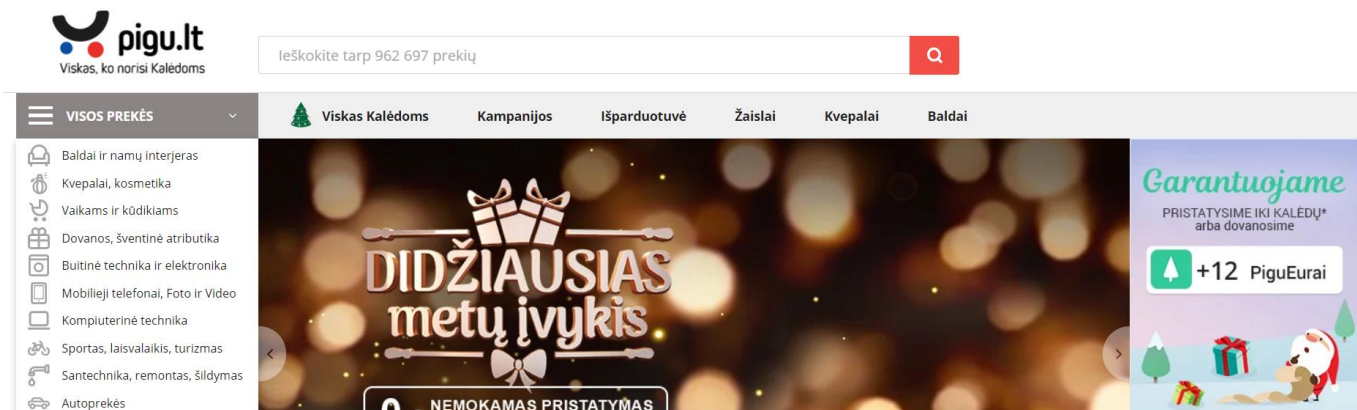 pigu.lt
Viskas, ko norisi Kalėdoms
Ieškokite tarp 962 697 prekių
VISOS PREKĖS
Viskas Kalėdoms
Kampanijos
Išparduotuvė
Žaislai
Kvepalai
Baldai
Baldai ir namų interjeras
Kvepalai, kosmetika
Vaikams ir kūdikiams
Dovanos, šventinė atributika
Buitinė technika ir elektronika
Mobilieji telefonai, Foto ir Video
Kompiuterinė technika
Sportas, laisvalaikis, turizmas
Santechnika, remontas, šildymas
Autoprekės
DIDŽIAUSIAS
metų įvykis
NEMOKAMAS PRISTATYMAS
Garantuojame
PRISTATYSIME IKI KALĖDŲ*
arba dovanosime
+12 PiguEurai